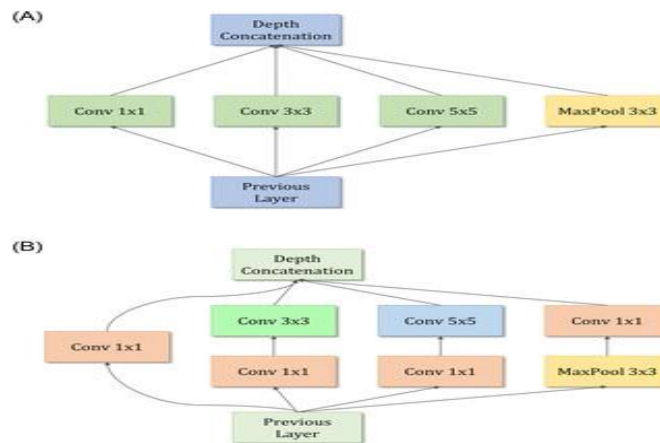 (A)
Depth
Concatenation
Conv 1x1
Conv 3x3
Conv 5x5
MaxPool 3x3
Previous
Layer
(B)
Depth
Concatenation
Conv 3x3
Conv 5x5
Conv 1x1
Conv 1x1
Conv 1x1
Conv 1x1
MaxPool 3x3
Previous
Layer